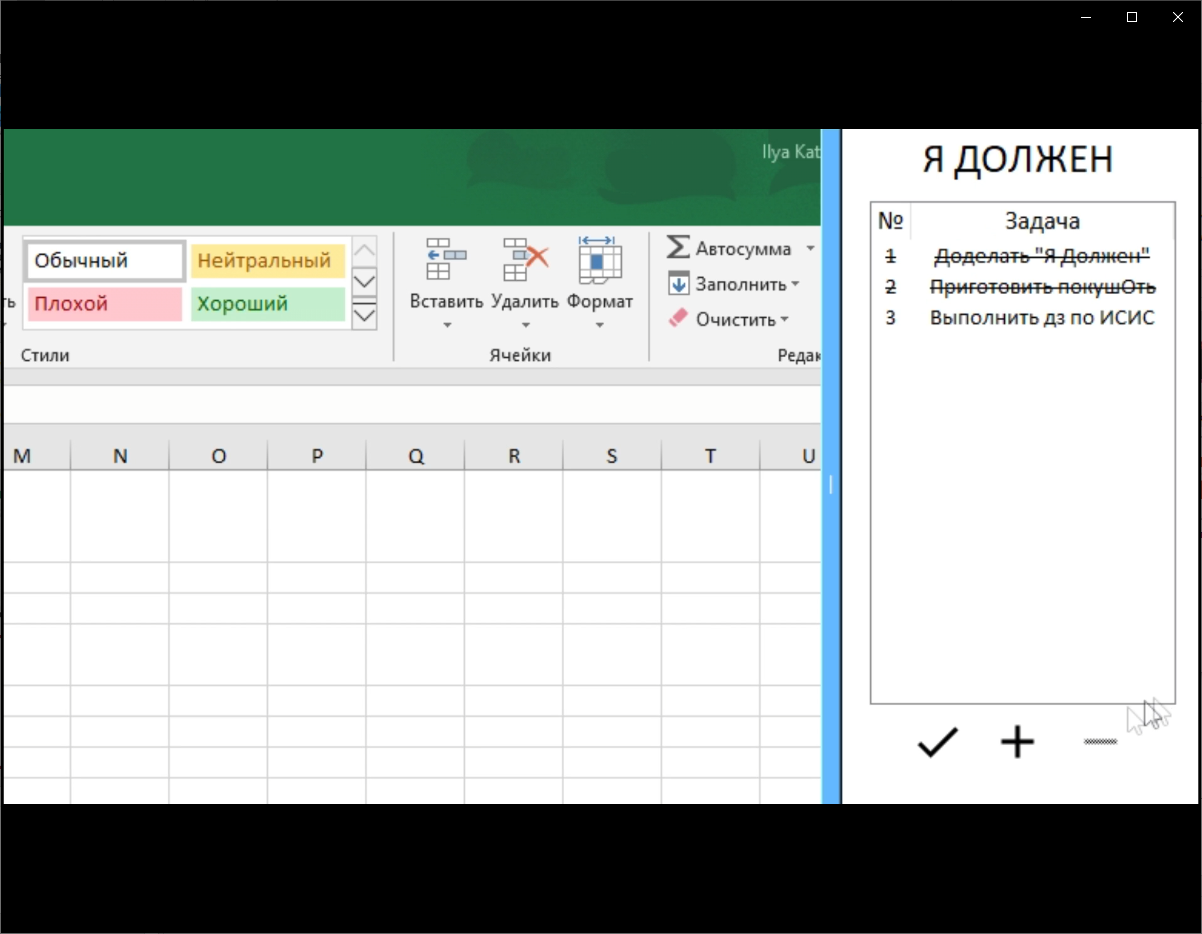 Ilya Kat
Я ДОЛЖЕН
№ Задача
1 Доделать "Я Должен"
2 Приготовить покушОть
3 Выполнить дз по ИСИС
Обычный Нейтральный
Плохой Хороший
Стили
Вставить Удалить Формат
Ячейки
Автосумма
Заполнить
Очистить
Редак
M N O P Q R S T U